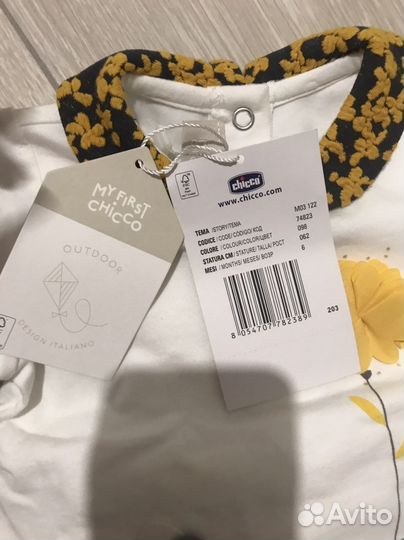 MY FIRST
CHICCO
OUTDOOR
DESIGN ITALIANO
FSC
chicco
www.chicco.com
TEMA /STORY/TEMA M03 122
CODICE /CODE/CÓDIGO/КОД 74823
COLORE /COLOUR/COLOR/ЦВЕТ 098
STATURA CM /STATURE/TALLA/РОСТ 062
MESI /MONTHS/MESES/ВОЗР 6
203
8 054707 782389
Avito